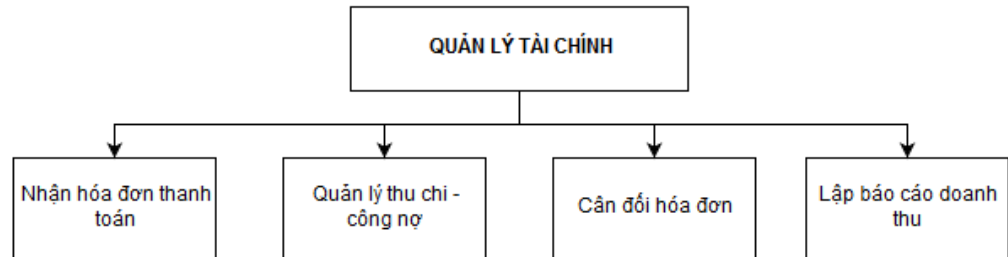 QUẢN LÝ TÀI CHÍNH
Nhận hóa đơn thanh
toán
Quản lý thu chi -
công nợ
Cân đối hóa đơn
Lập báo cáo doanh
thu